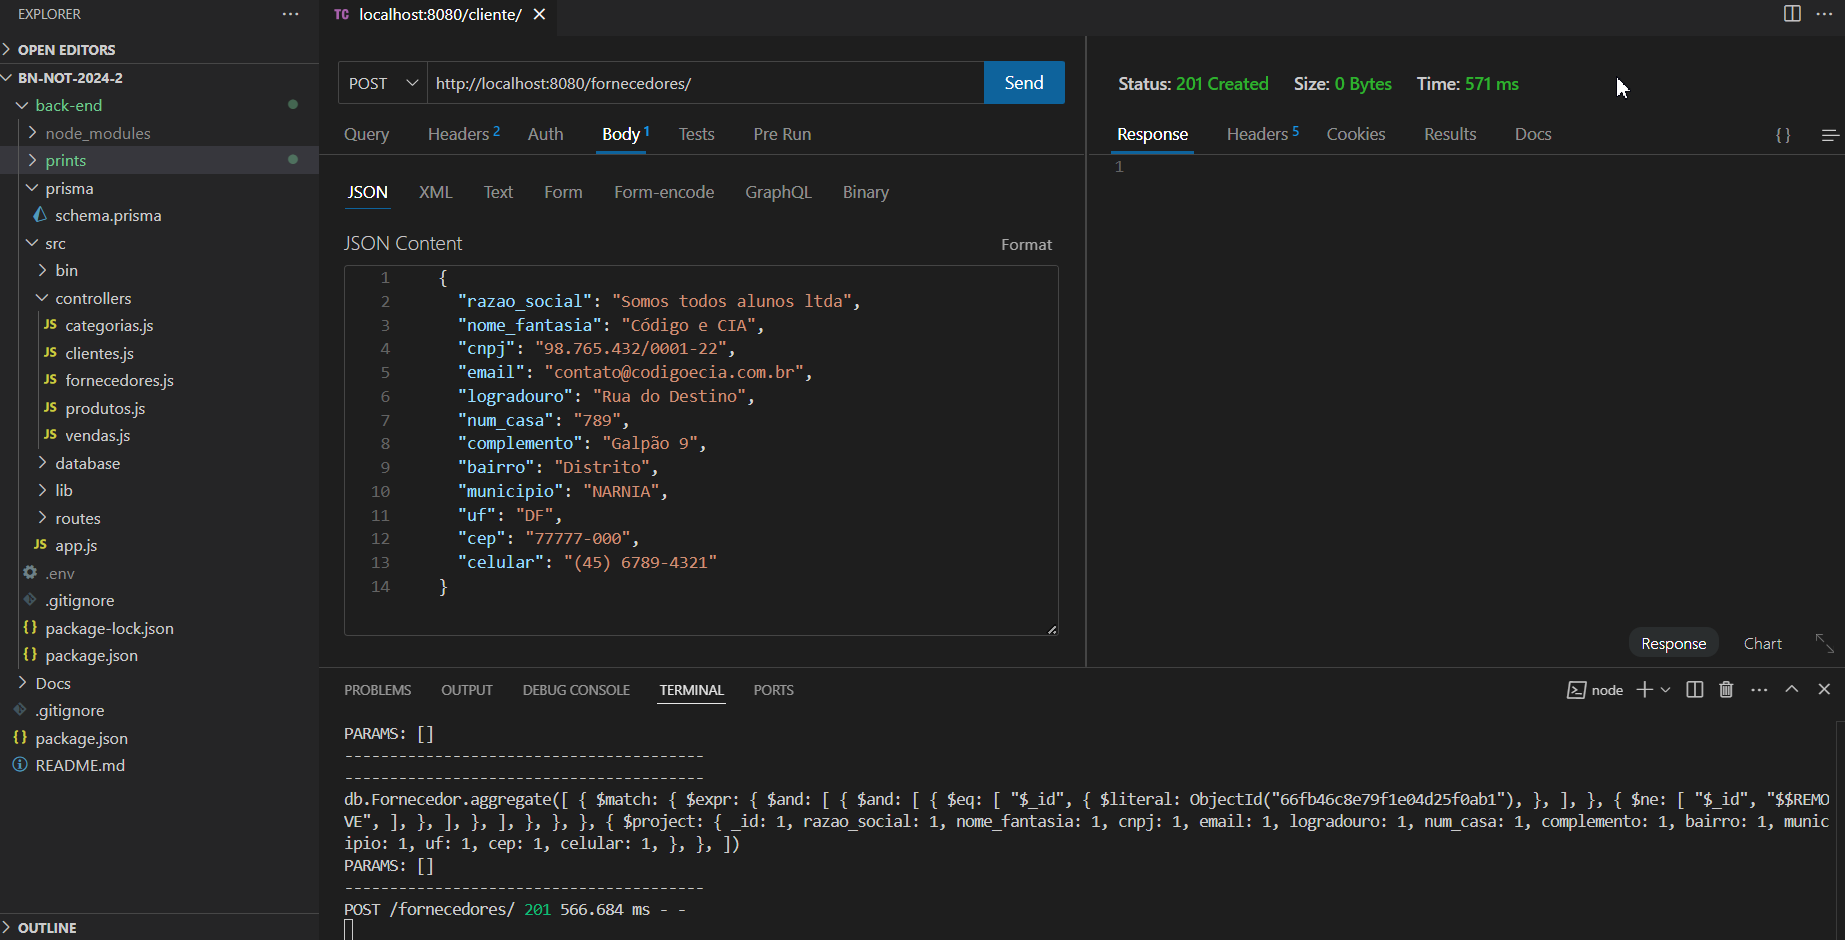 EXPLORER
OPEN EDITORS
BN-NOT-2024-2
back-end
node_modules
prints
prisma
schema.prisma
src
bin
controllers
JS categorias.js
JS clientes.js
JS fornecedores.js
JS produtos.js
JS vendas.js
database
lib
routes
JS app.js
.env
.gitignore
{} package-lock.json
{} package.json
Docs
.gitignore
{} package.json
README.md
OUTLINE
TC localhost:8080/cliente/
POST http://localhost:8080/fornecedores/ Send
Query Headers 2 Auth Body 1 Tests Pre Run
JSON XML Text Form Form-encode GraphQL Binary
JSON Content Format
1 {
2 "razao_social": "Somos todos alunos ltda",
3 "nome_fantasia": "Código e CIA",
4 "cnpj": "98.765.432/0001-22",
5 "email": "contato@codigoecia.com.br",
6 "logradouro": "Rua do Destino",
7 "num_casa": "789",
8 "complemento": "Galpão 9",
9 "bairro": "Distrito",
10 "municipio": "NARNIA",
11 "uf": "DF",
12 "cep": "77777-000",
13 "celular": "(45) 6789-4321"
14 }
Status: 201 Created Size: 0 Bytes Time: 571 ms
Response Headers 5 Cookies Results Docs {}
1
Response Chart
PROBLEMS OUTPUT DEBUG CONSOLE TERMINAL PORTS
node
PARAMS: []
----------------------------------------
----------------------------------------
db.Fornecedor.aggregate([ { $match: { $expr: { $and: [ { $and: [ { $eq: [ "$_id", { $literal: ObjectId("66fb46c8e79f1e04d25f0ab1"), }, ], }, { $ne: [ "$_id", "$$REMO
VE", ], }, ], }, ], }, }, }, { $project: { _id: 1, razao_social: 1, nome_fantasia: 1, cnpj: 1, email: 1, logradouro: 1, num_casa: 1, complemento: 1, bairro: 1, munic
ipio: 1, uf: 1, cep: 1, celular: 1, }, }, ])
PARAMS: []
----------------------------------------
POST /fornecedores/ 201 566.684 ms - -